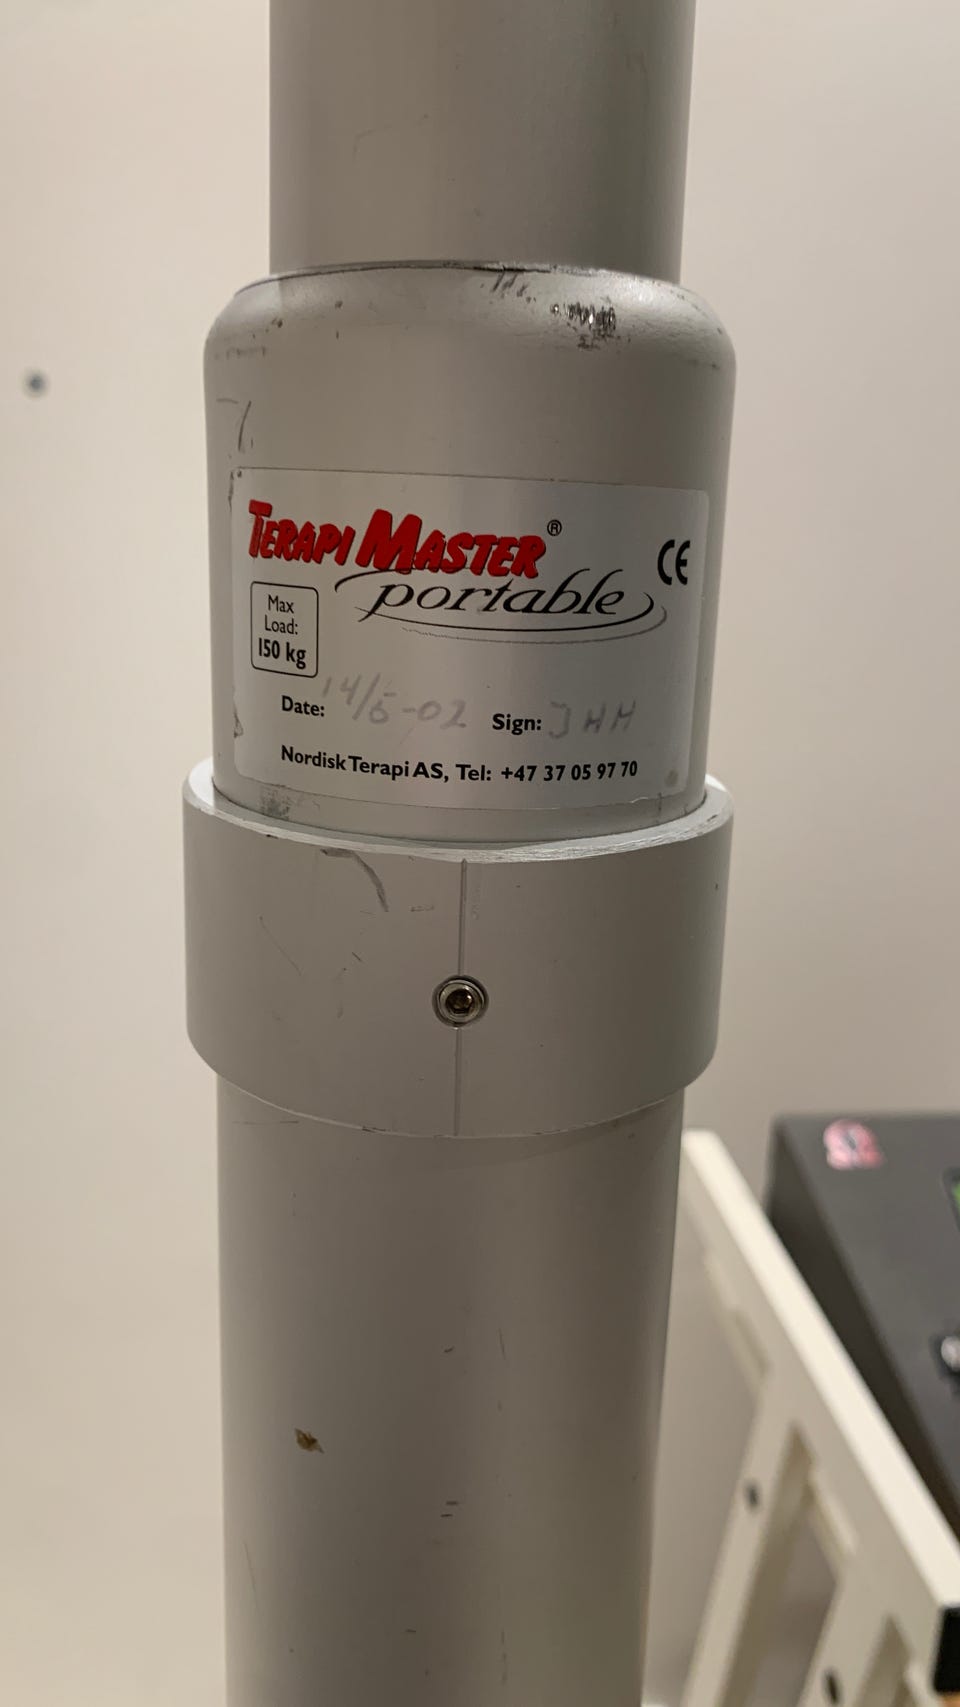 TERAPI MASTER®
portable
CE
Max
Load:
150 kg
Date: 14/5-02 Sign: JHH
Nordisk Terapi AS, Tel: +47 37 05 97 70